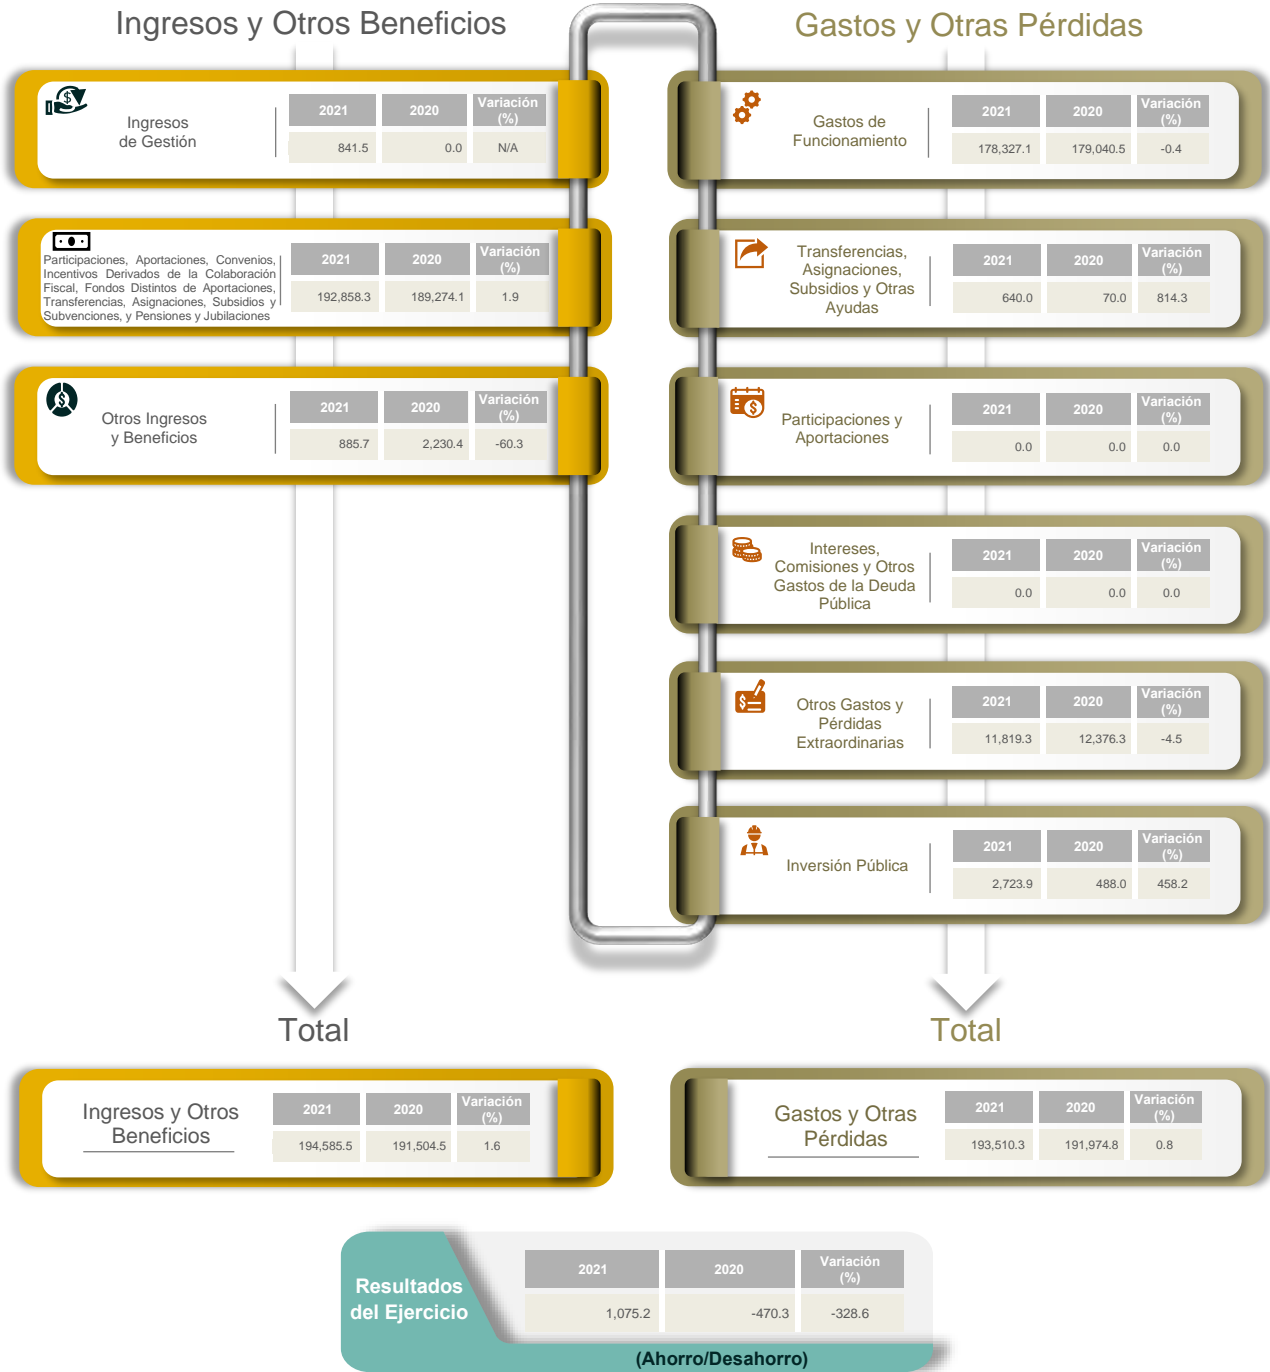 Ingresos y Otros Beneficios
Ingresos
de Gestión
2021 2020 Variación
(%)
841.5 0.0 N/A
Participaciones, Aportaciones, Convenios,
Incentivos Derivados de la Colaboración
Fiscal, Fondos Distintos de Aportaciones,
Transferencias, Asignaciones, Subsidios y
Subvenciones, y Pensiones y Jubilaciones
2021 2020 Variación
(%)
192,858.3 189,274.1 1.9
Otros Ingresos
y Beneficios
2021 2020 Variación
(%)
885.7 2,230.4 -60.3
Total
Ingresos y Otros
Beneficios
2021 2020 Variación
(%)
194,585.5 191,504.5 1.6
Gastos y Otras Pérdidas
Gastos de
Funcionamiento
2021 2020 Variación
(%)
178,327.1 179,040.5 -0.4
Transferencias,
Asignaciones,
Subsidios y Otras
Ayudas
2021 2020 Variación
(%)
640.0 70.0 814.3
Participaciones y
Aportaciones
2021 2020 Variación
(%)
0.0 0.0 0.0
Intereses,
Comisiones y Otros
Gastos de la Deuda
Pública
2021 2020 Variación
(%)
0.0 0.0 0.0
Otros Gastos y
Pérdidas
Extraordinarias
2021 2020 Variación
(%)
11,819.3 12,376.3 -4.5
Inversión Pública
2021 2020 Variación
(%)
2,723.9 488.0 458.2
Total
Gastos y Otras
Pérdidas
2021 2020 Variación
(%)
193,510.3 191,974.8 0.8
Resultados
del Ejercicio
2021 2020 Variación
(%)
1,075.2 -470.3 -328.6
(Ahorro/Desahorro)